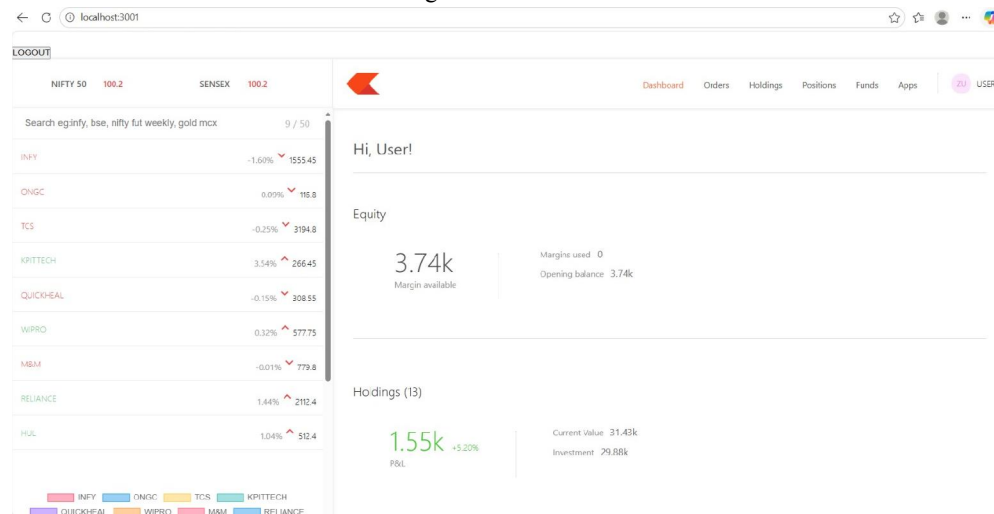 localhost:3001
LOGOUT
NIFTY 50 100.2 SENSEX 100.2
Dashboard Orders Holdings Positions Funds Apps ZU USER
Search eg:infy, bse, nifty fut weekly, gold mcx 9 / 50
INFY -1.60% 1555.45
ONGC 0.09% 116.8
TCS -0.25% 3194.8
KPITTECH 3.54% 266.45
QUICKHEAL -0.15% 308.55
WIPRO 0.32% 577.75
M&M -0.01% 779.8
RELIANCE 1.44% 2112.4
HUL 1.04% 512.4
INFY ONGC TCS KPITTECH
QUICKHEAL WIPRO M&M RELIANCE
Hi, User!
Equity
3.74k
Margin available
Margins used 0
Opening balance 3.74k
Holdings (13)
1.55k +5.20%
P&L
Current Value 31.43k
Investment 29.88k